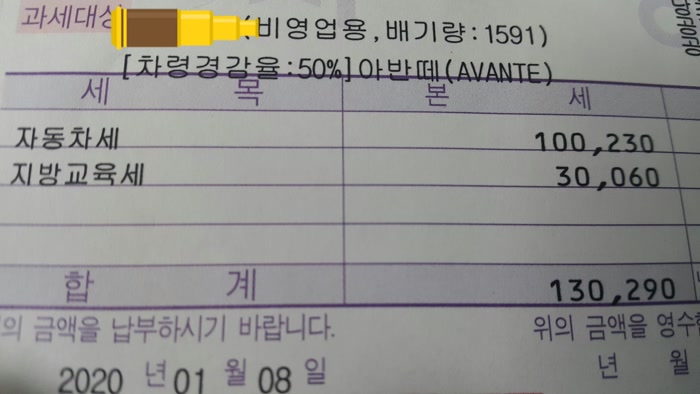 과세대상 (비영업용,배기량:1591)
[차령경감율:50%]아반떼(AVANTE)
세 목 본 세
자동차세 100,230
지방교육세 30,060
합 계 130,290
의 금액을 납부하시기 바랍니다. 위의 금액을 영수
2020 년 01 월 08 일 년 월